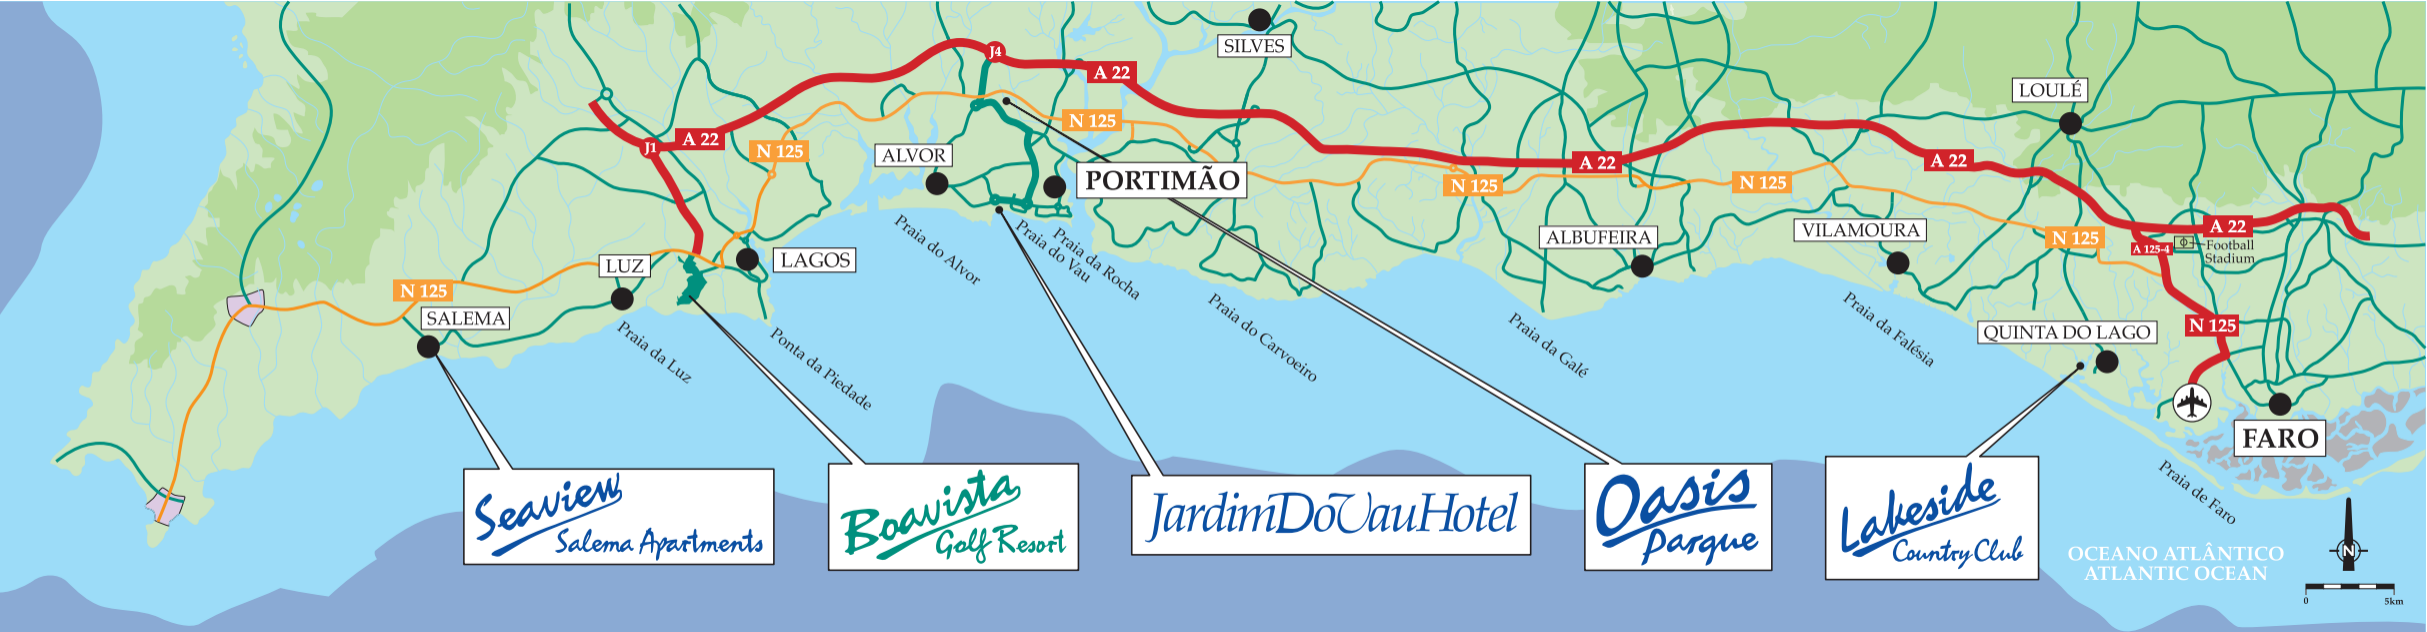 SILVES
J4
A 22
LOULÉ
N 125
J1
A 22
N 125
ALVOR
PORTIMÃO
A 22
N 125
N 125
A 22
A 22
Praia do Alvor
Praia do Vau
Praia da Rocha
ALBUFEIRA
VILAMOURA
N 125
A 125-4
Football
Stadium
LUZ
LAGOS
N 125
SALEMA
Praia da Luz
Ponta da Piedade
Praia do Carvoeiro
Praia da Galé
Praia da Falésia
QUINTA DO LAGO
N 125
FARO
Praia de Faro
Seaview
Salema Apartments
Boavista
Golf Resort
JardimDoVauHotel
Oasis
Parque
Lakeside
Country Club
OCEANO ATLÂNTICO
ATLANTIC OCEAN
N
0 5km